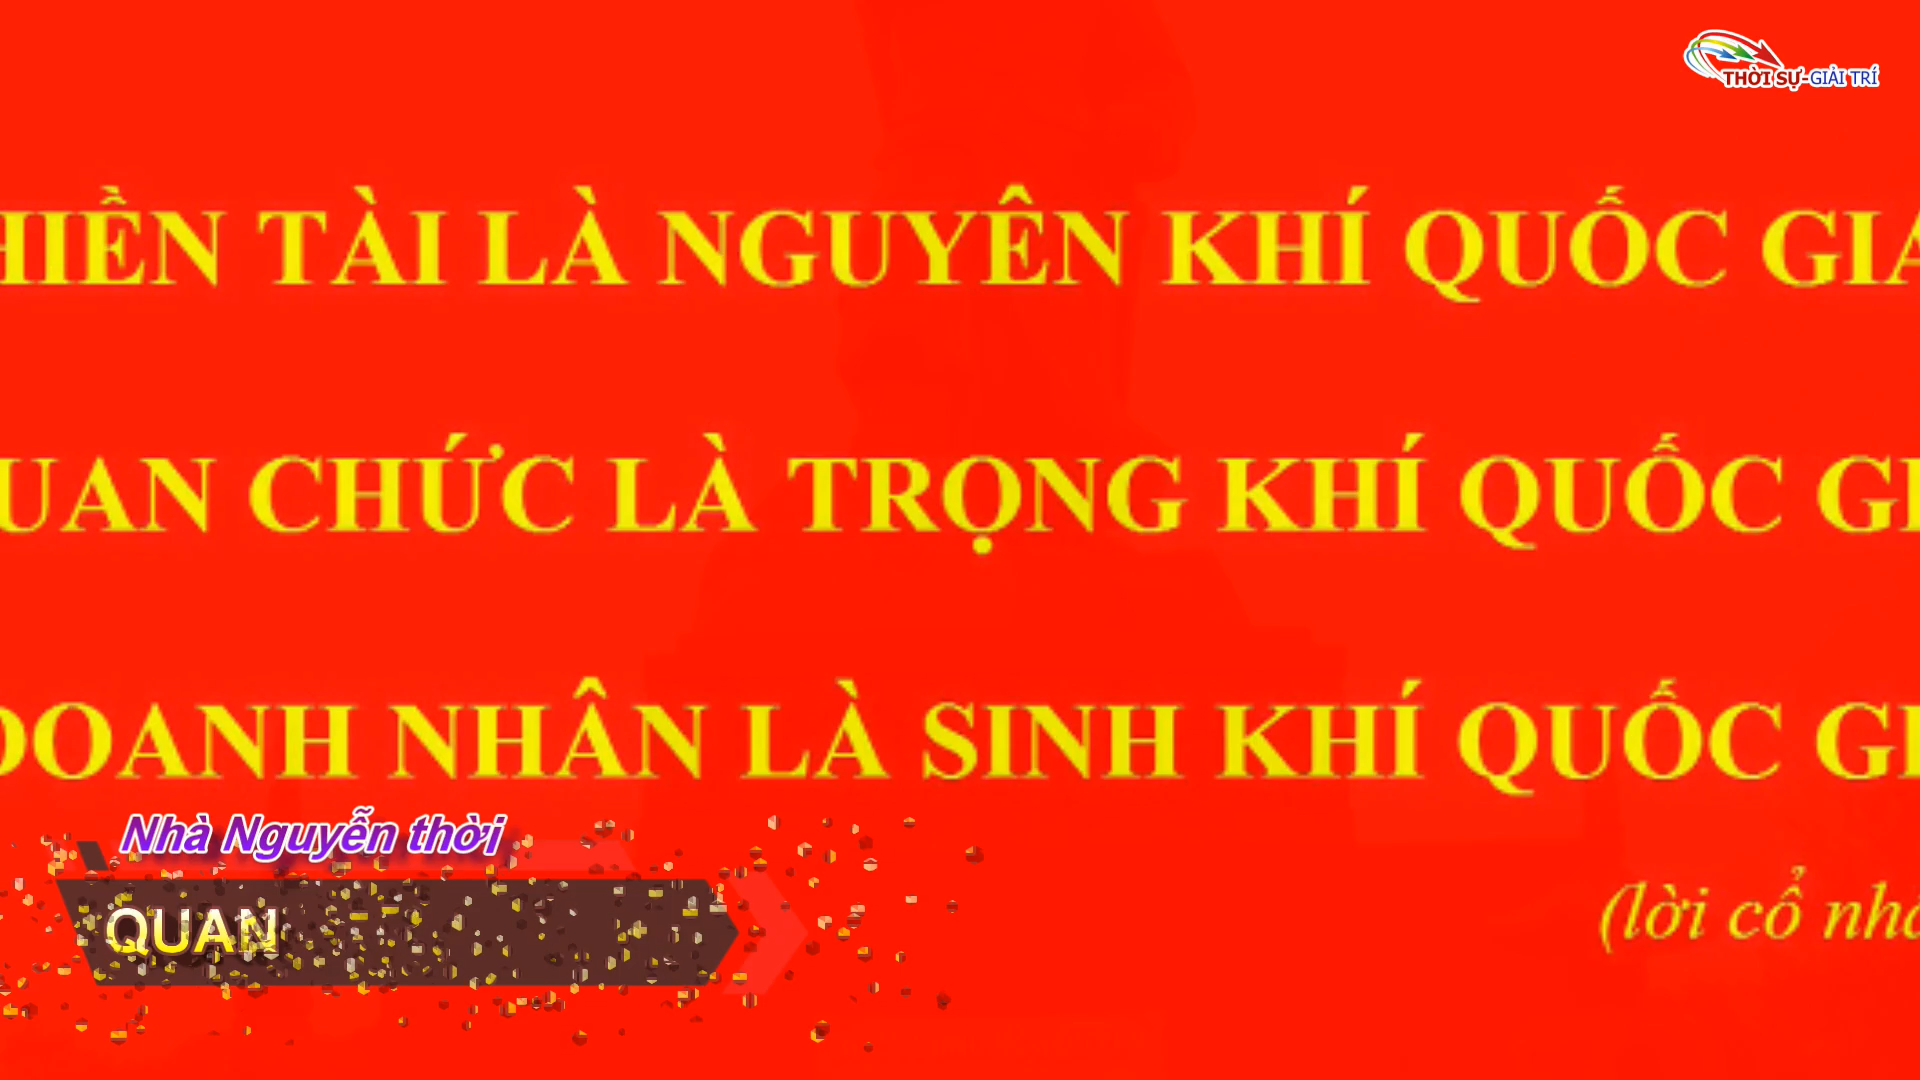 THỜI SỰ-GIẢI TRÍ
HIỀN TÀI LÀ NGUYÊN KHÍ QUỐC GIA
UAN CHỨC LÀ TRỌNG KHÍ QUỐC GI
DOANH NHÂN LÀ SINH KHÍ QUỐC GI
Nhà Nguyễn thời
(lời cổ nhâ
QUAN